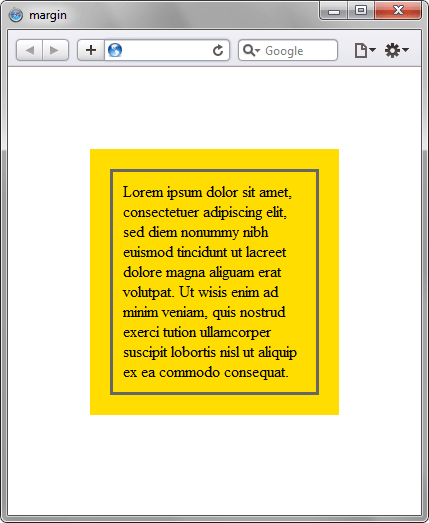 margin
Google
Lorem ipsum dolor sit amet,
consectetuer adipiscing elit,
sed diem nonummy nibh
euismod tincidunt ut lacreet
dolore magna aliguam erat
volutpat. Ut wisis enim ad
minim veniam, quis nostrud
exerci tution ullamcorper
suscipit lobortis nisl ut aliquip
ex ea commodo consequat.